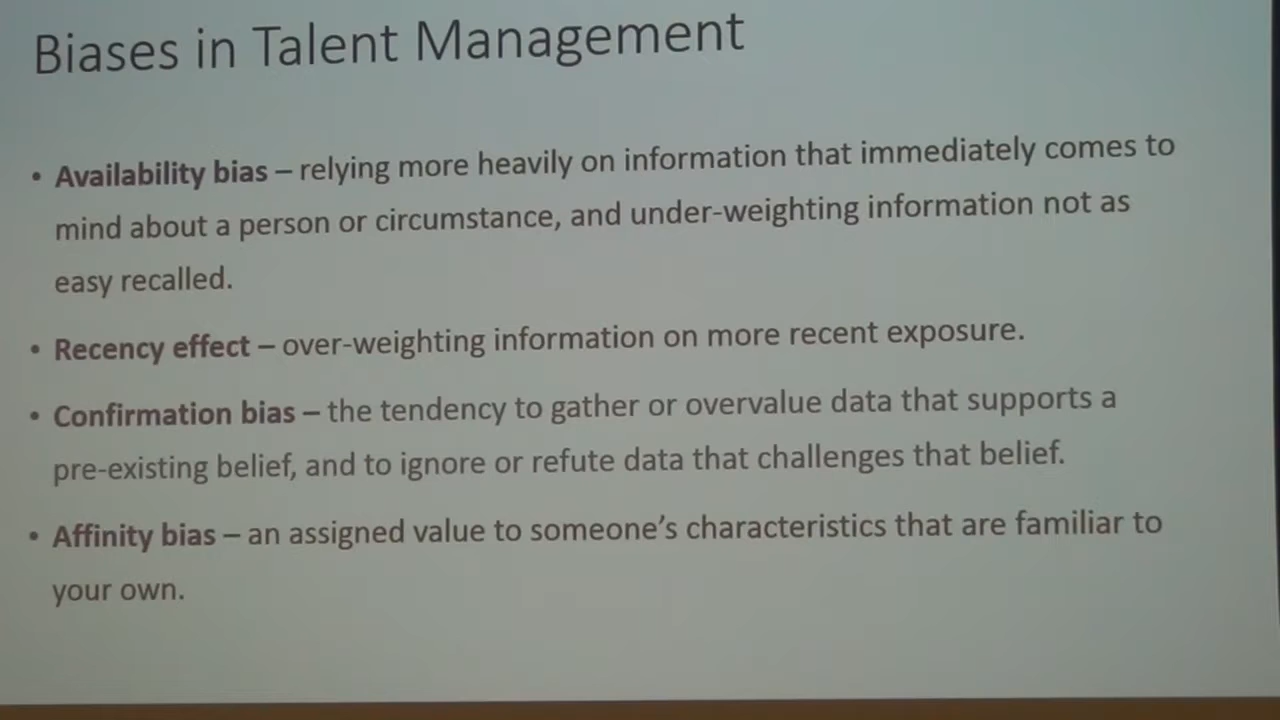 Biases in Talent Management
• Availability bias – relying more heavily on information that immediately comes to
mind about a person or circumstance, and under-weighting information not as
easy recalled.
• Recency effect – over-weighting information on more recent exposure.
• Confirmation bias – the tendency to gather or overvalue data that supports a
pre-existing belief, and to ignore or refute data that challenges that belief.
• Affinity bias – an assigned value to someone’s characteristics that are familiar to
your own.